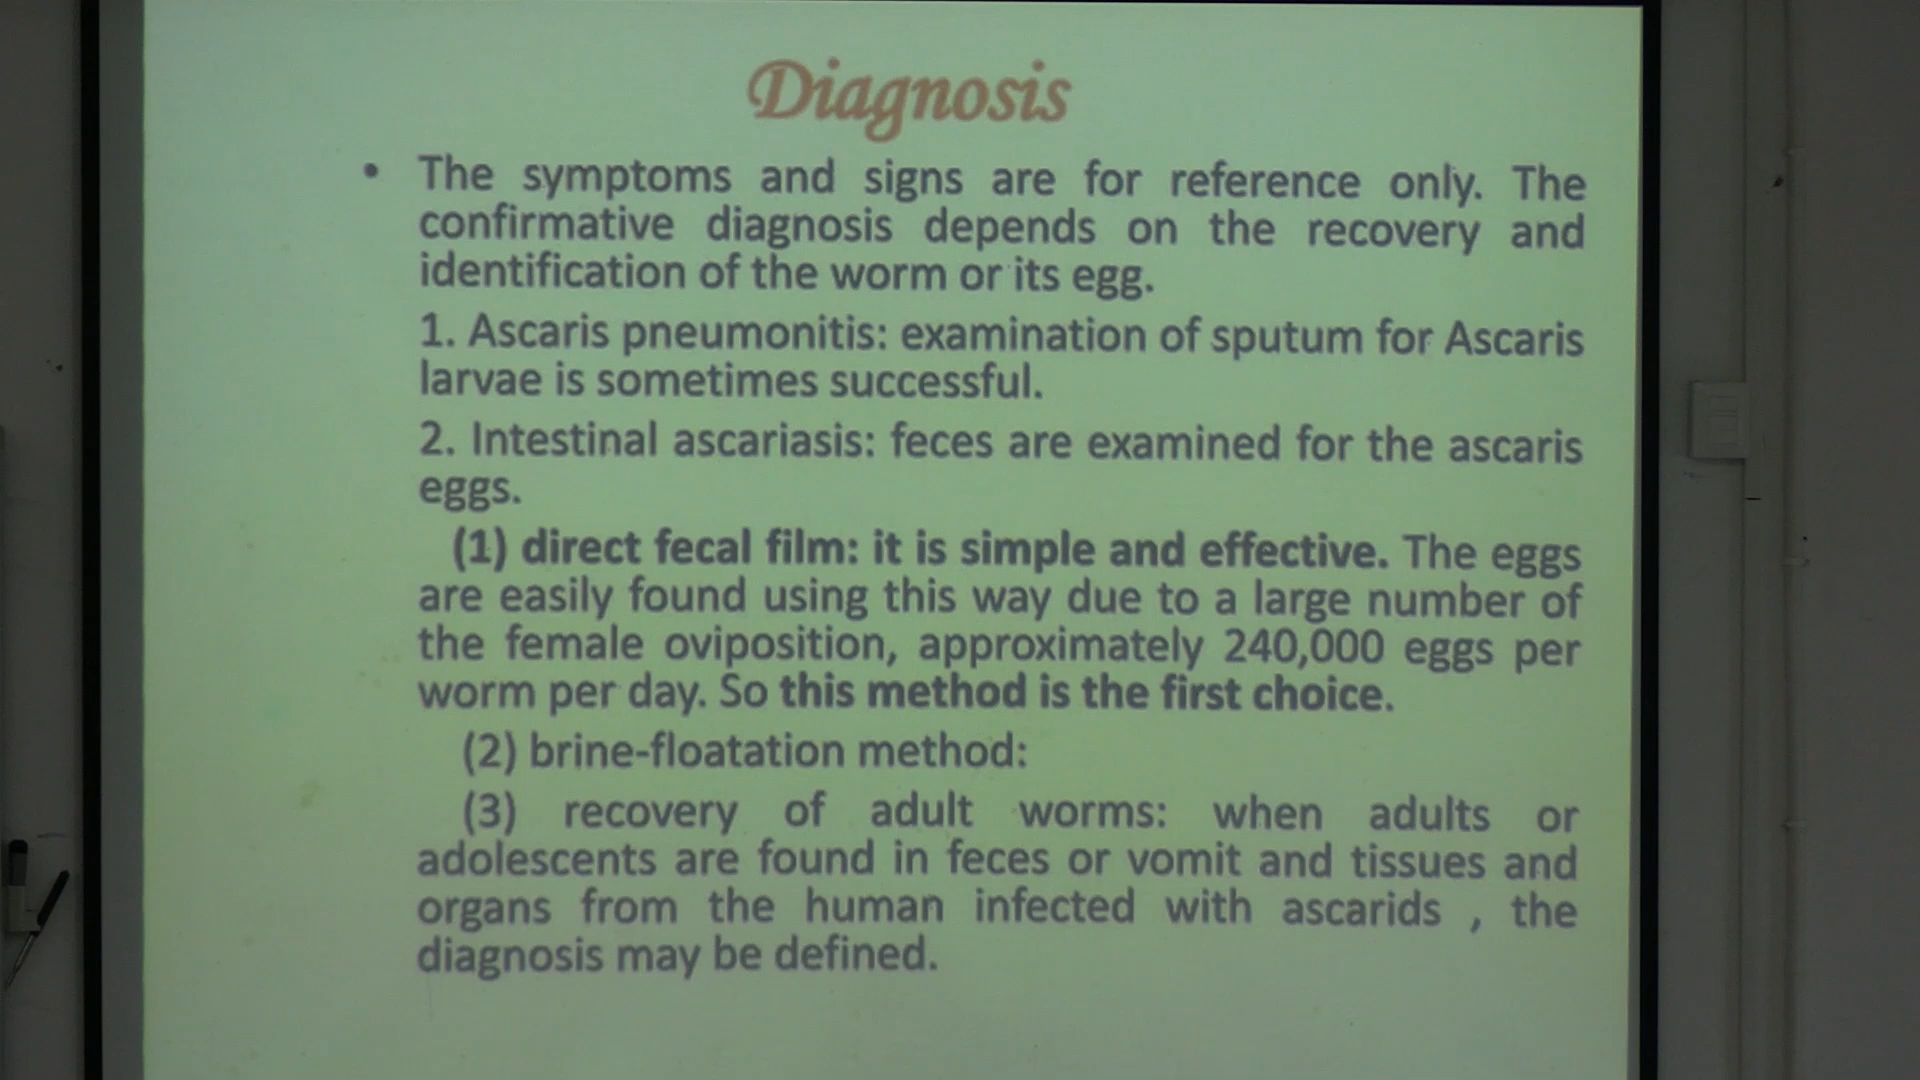 Diagnosis
• The symptoms and signs are for reference only. The
confirmative diagnosis depends on the recovery and
identification of the worm or its egg.
1. Ascaris pneumonitis: examination of sputum for Ascaris
larvae is sometimes successful.
2. Intestinal ascariasis: feces are examined for the ascaris
eggs.
(1) direct fecal film: it is simple and effective. The eggs
are easily found using this way due to a large number of
the female oviposition, approximately 240,000 eggs per
worm per day. So this method is the first choice.
(2) brine-floatation method:
(3) recovery of adult worms: when adults or
adolescents are found in feces or vomit and tissues and
organs from the human infected with ascarids , the
diagnosis may be defined.